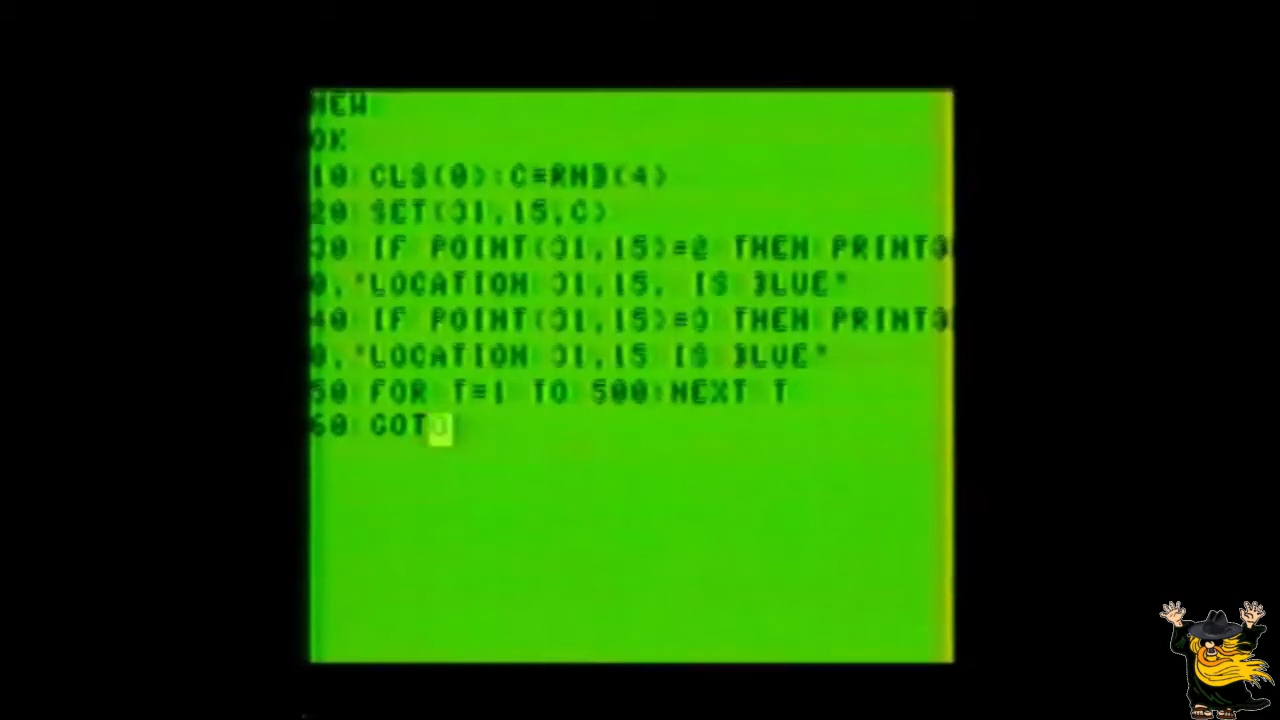 NEW
OK
10 CLS(0):C=RND(4)
20 SET(31,15,C)
30 IF POINT(31,15)=2 THEN PRINT@
0,"LOCATION 31,15, IS BLUE"
40 IF POINT(31,15)=3 THEN PRINT@
0,"LOCATION 31,15 IS BLUE"
50 FOR T=1 TO 500:NEXT T
60 GOTO